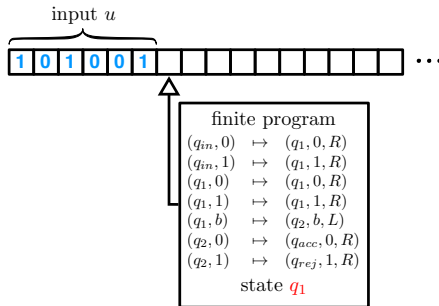 input u
1 0 1 0 0 1
...
finite program
(q_in, 0) ↦ (q_1, 0, R)
(q_in, 1) ↦ (q_1, 1, R)
(q_1, 0) ↦ (q_1, 0, R)
(q_1, 1) ↦ (q_1, 1, R)
(q_1, b) ↦ (q_2, b, L)
(q_2, 0) ↦ (q_acc, 0, R)
(q_2, 1) ↦ (q_rej, 1, R)
state q_1